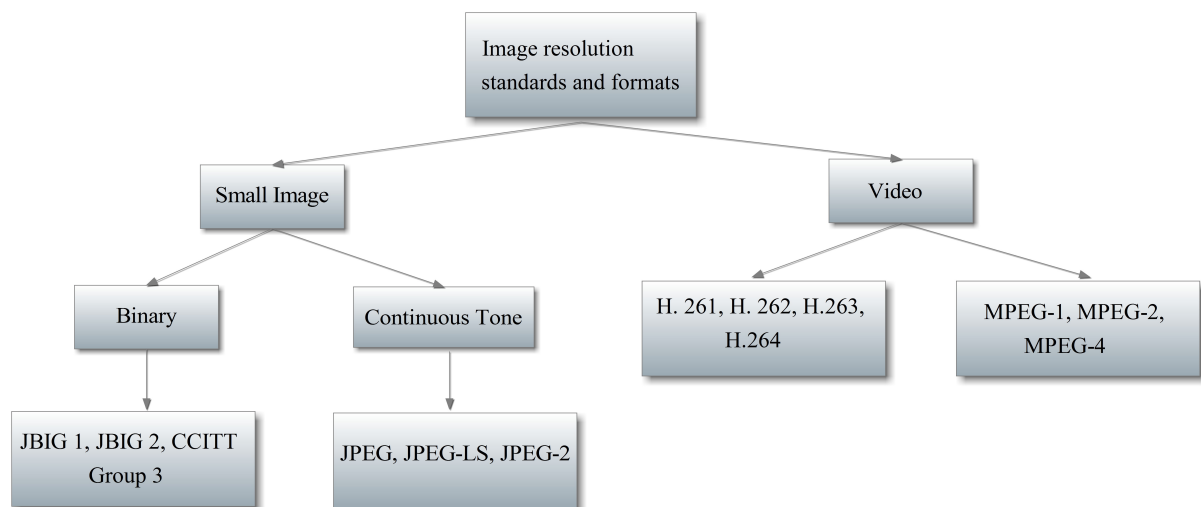 Image resolution
standards and formats
Small Image
Video
Binary
Continuous Tone
H. 261, H. 262, H.263,
H.264
MPEG-1, MPEG-2,
MPEG-4
JBIG 1, JBIG 2, CCITT
Group 3
JPEG, JPEG-LS, JPEG-2